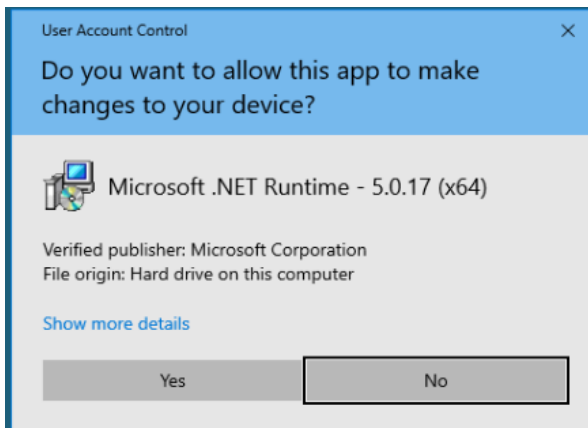 User Account Control
Do you want to allow this app to make
changes to your device?
Microsoft .NET Runtime - 5.0.17 (x64)
Verified publisher: Microsoft Corporation
File origin: Hard drive on this computer
Show more details
Yes
No